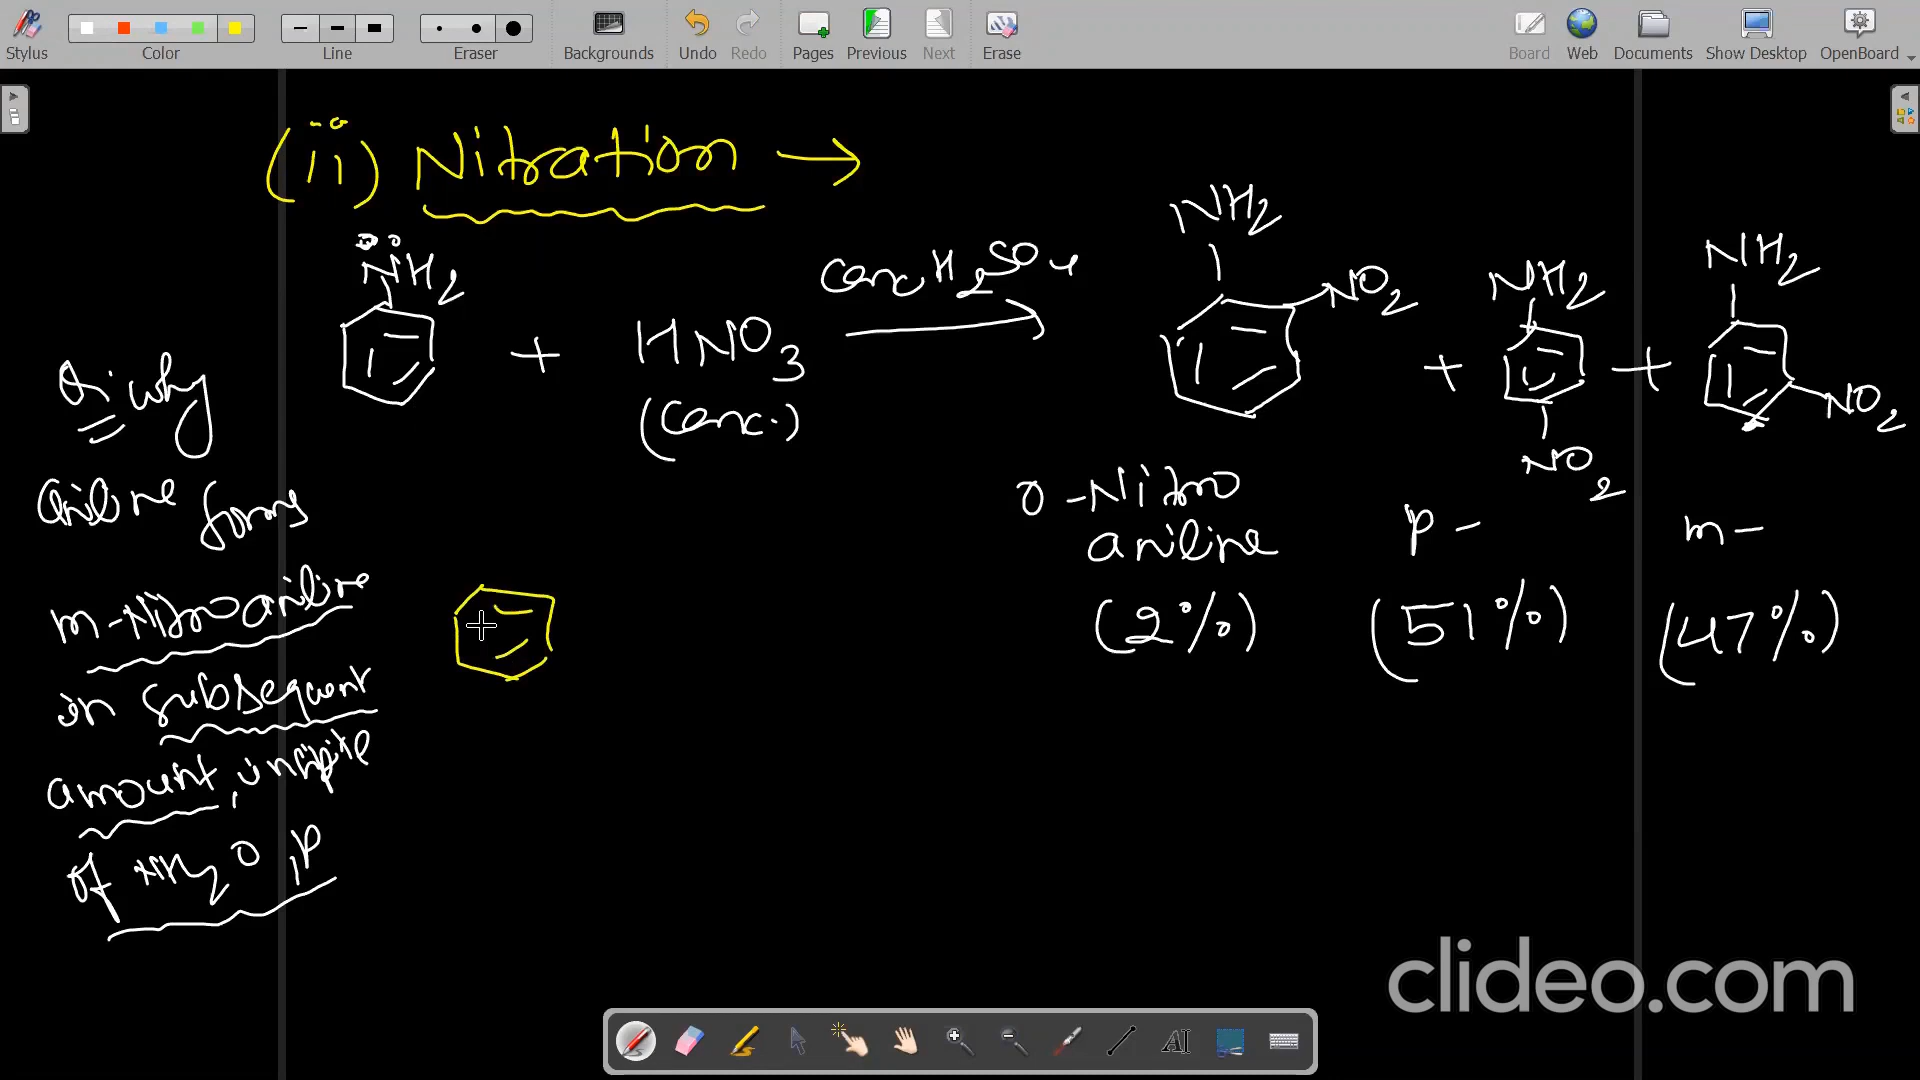 Stylus Color Line Eraser Backgrounds Undo Redo Pages Previous Next Erase Board Web Documents Show Desktop OpenBoard
(ii) Nitration →
NH2 + HNO3 (conc.) conc H2SO4 → NH2 NO2 + NH2 NO2 + NH2 NO2
o-Nitro aniline p- m-
(2%) (51%) (47%)
why
aniline forms
m-Nitroaniline
in subsequent
amount, inspite
of NH2 o,p
clideo.com